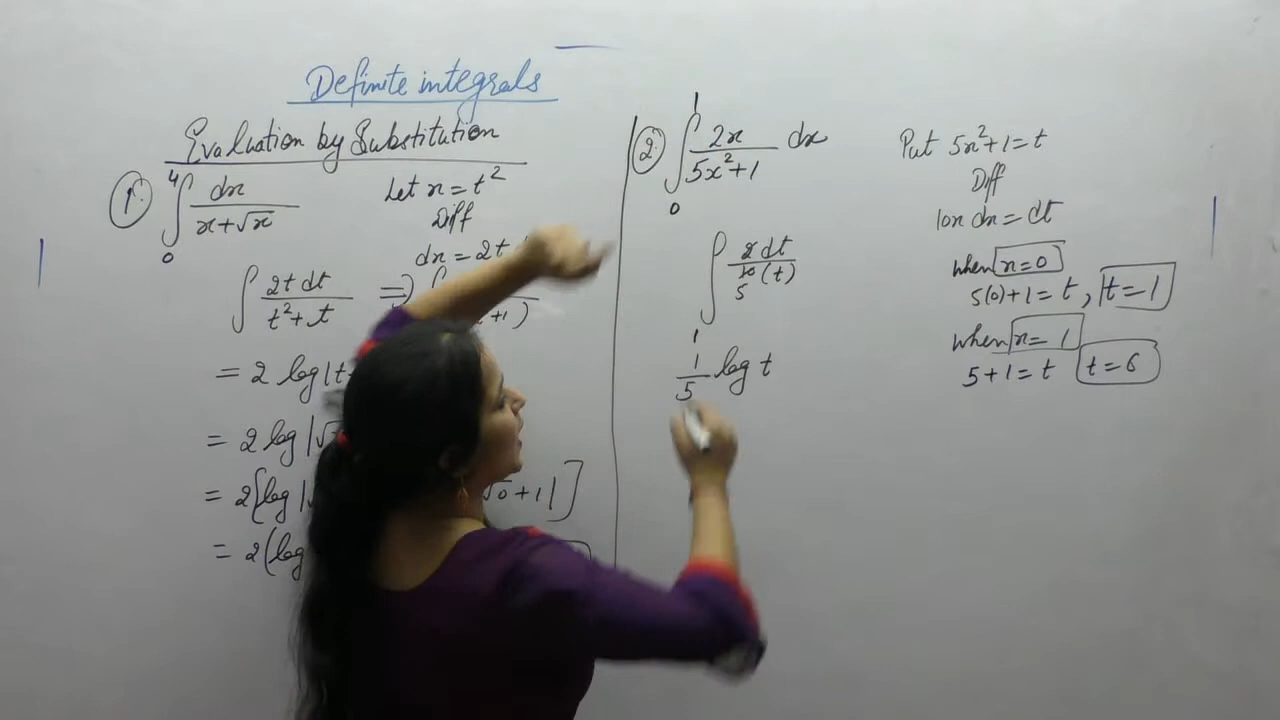 Definite integrals
Evaluation by Substitution
1. ∫₀⁴ dx/(x+√x)
Let x = t²
Diff
dx = 2t
∫ 2t dt/(t²+t) ⇒ ∫ +1)
= 2 log|t
= 2 log|√
= 2[log|√ √0+1|]
= 2(log
2. ∫₀¹ 2x/(5x²+1) dx
∫ 2 dt/(10 (t))
5
1
1/5 log t
Put 5x²+1 = t
Diff
10x dx = dt
when x=0
5(0)+1 = t, t=1
when x=1
5+1 = t t=6